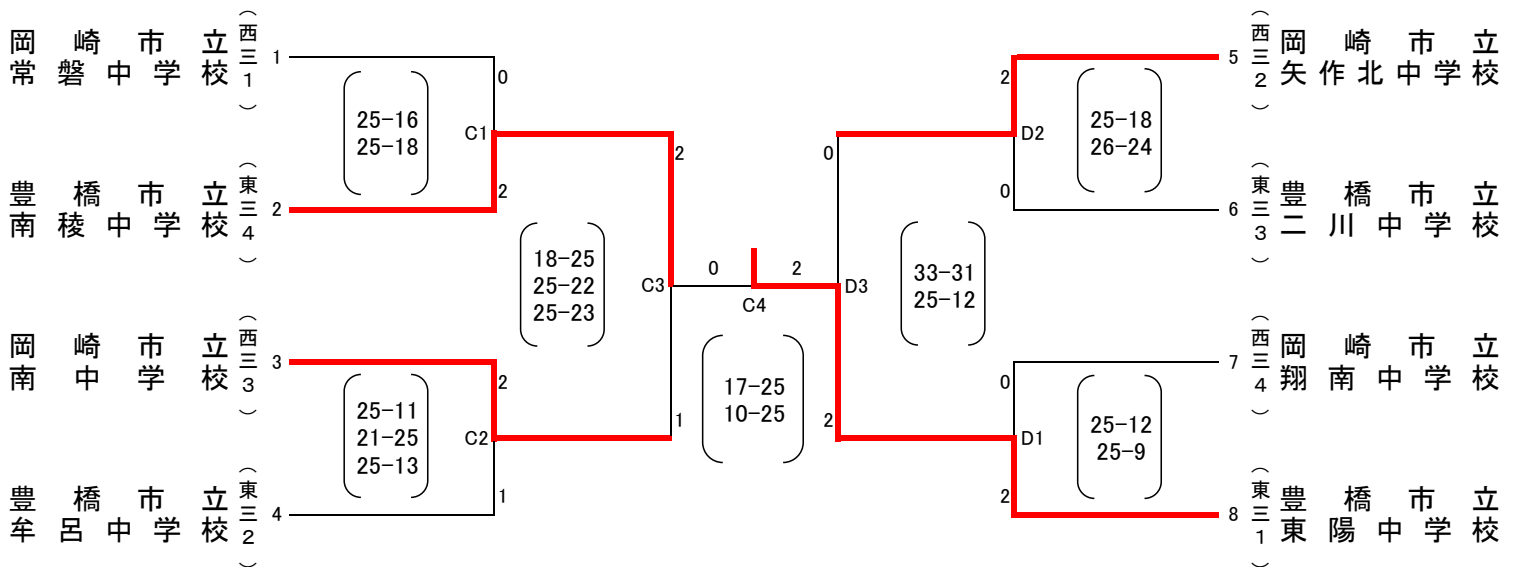 岡崎市立
常磐中学校
(西三1)
1
豊橋市立
南稜中学校
(東三4)
2
岡崎市立
南中学校
(西三3)
3
豊橋市立
牟呂中学校
(東三2)
4
0
25-16
25-18
C1
2
2
25-11
21-25
25-13
C2
1
2
18-25
25-22
25-23
C3
1
0
2
C4
17-25
10-25
0
D3
2
33-31
25-12
2
D2
0
25-18
26-24
0
D1
2
25-12
25-9
5
(西三2)
岡崎市立
矢作北中学校
6
(東三3)
豊橋市立
二川中学校
7
(西三4)
岡崎市立
翔南中学校
8
(東三1)
豊橋市立
東陽中学校